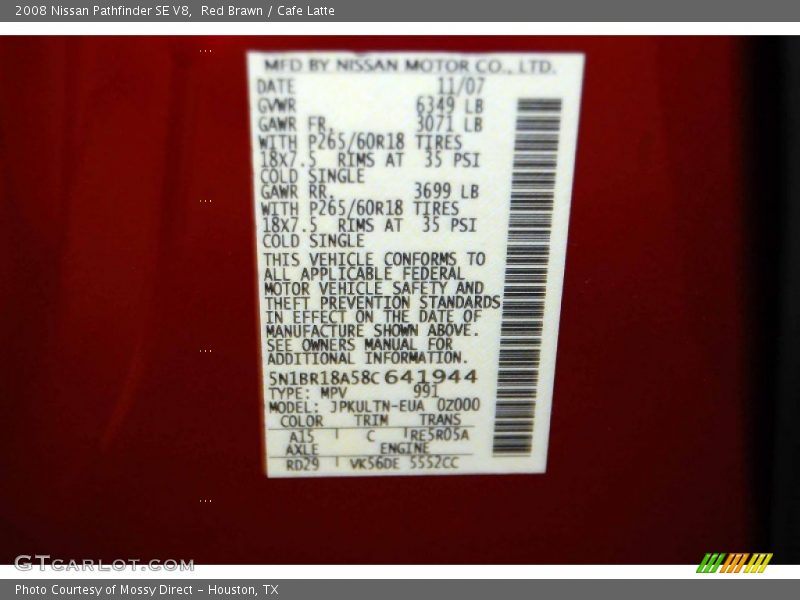 2008 Nissan Pathfinder SE V8,  Red Brawn / Cafe Latte
MFD BY NISSAN MOTOR CO., LTD.
DATE 11/07
GVWR 6349 LB
GAWR FR. 3071 LB
WITH P265/60R18 TIRES
18X7.5 RIMS AT 35 PSI
COLD SINGLE
GAWR RR. 3699 LB
WITH P265/60R18 TIRES
18X7.5 RIMS AT 35 PSI
COLD SINGLE
THIS VEHICLE CONFORMS TO
ALL APPLICABLE FEDERAL
MOTOR VEHICLE SAFETY AND
THEFT PREVENTION STANDARDS
IN EFFECT ON THE DATE OF
MANUFACTURE SHOWN ABOVE.
SEE OWNERS MANUAL FOR
ADDITIONAL INFORMATION.
5N1BR18A58C641944
TYPE: MPV 991
MODEL: JPKULTN-EUA 0Z000
COLOR TRIM TRANS
A15 C RE5R05A
AXLE ENGINE
RD29 VK56DE 5552CC
GTCARLOT.COM
Photo Courtesy of Mossy Direct – Houston, TX